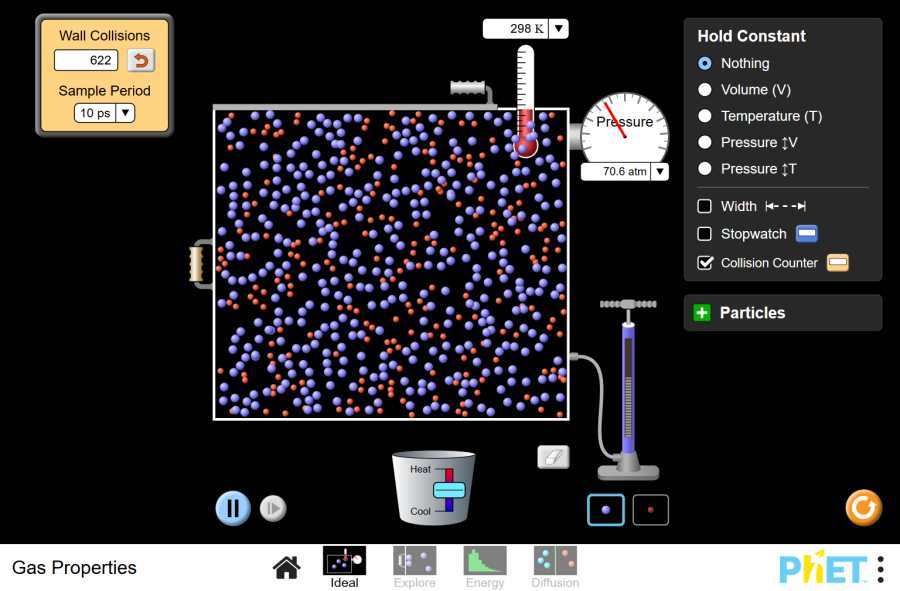 Wall Collisions
622
Sample Period
10 ps
298 K
Pressure
70.6 atm
Hold Constant
Nothing
Volume (V)
Temperature (T)
Pressure ↕V
Pressure ↕T
Width
Stopwatch
Collision Counter
Particles
Heat
Cool
Gas Properties
Ideal
Explore
Energy
Diffusion
PhET